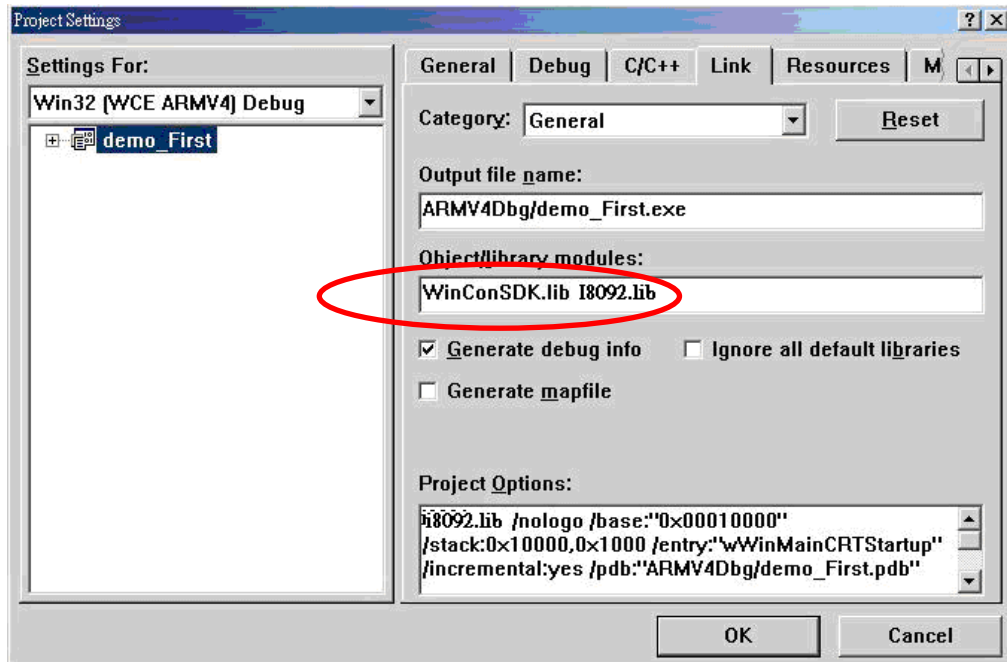 Project Settings
Settings For:
Win32 (WCE ARMV4) Debug
demo_First
General Debug C/C++ Link Resources M
Category: General Reset
Output file name:
ARMV4Dbg/demo_First.exe
Object/library modules:
WinConSDK.lib I8092.lib
Generate debug info Ignore all default libraries
Generate mapfile
Project Options:
i8092.lib /nologo /base:"0x00010000"
/stack:0x10000,0x1000 /entry:"wWinMainCRTStartup"
/incremental:yes /pdb:"ARMV4Dbg/demo_First.pdb"
OK Cancel